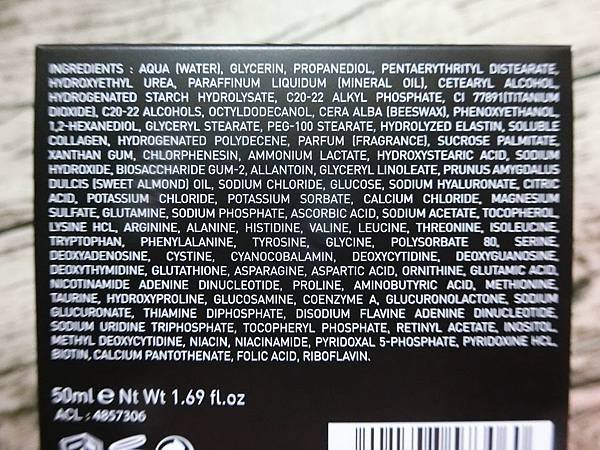 INGREDIENTS : AQUA (WATER), GLYCERIN, PROPANEDIOL, PENTAERYTHRITYL DISTEARATE,
HYDROXYETHYL UREA, PARAFFINUM LIQUIDUM (MINERAL OIL), CETEARYL ALCOHOL,
HYDROGENATED STARCH HYDROLYSATE, C20-22 ALKYL PHOSPHATE, CI 77891(TITANIUM
DIOXIDE), C20-22 ALCOHOLS, OCTYLDODECANOL, CERA ALBA (BEESWAX), PHENOXYETHANOL,
1,2-HEXANEDIOL, GLYCERYL STEARATE, PEG-100 STEARATE, HYDROLYZED ELASTIN, SOLUBLE
COLLAGEN, HYDROGENATED POLYDECENE, PARFUM (FRAGRANCE), SUCROSE PALMITATE,
XANTHAN GUM, CHLORPHENESIN, AMMONIUM LACTATE, HYDROXYSTEARIC ACID, SODIUM
HYDROXIDE, BIOSACCHARIDE GUM-2, ALLANTOIN, GLYCERYL LINOLEATE, PRUNUS AMYGDALUS
DULCIS (SWEET ALMOND) OIL, SODIUM CHLORIDE, GLUCOSE, SODIUM HYALURONATE, CITRIC
ACID, POTASSIUM CHLORIDE, POTASSIUM SORBATE, CALCIUM CHLORIDE, MAGNESIUM
SULFATE, GLUTAMINE, SODIUM PHOSPHATE, ASCORBIC ACID, SODIUM ACETATE, TOCOPHEROL,
LYSINE HCL, ARGININE, ALANINE, HISTIDINE, VALINE, LEUCINE, THREONINE, ISOLEUCINE,
TRYPTOPHAN, PHENYLALANINE, TYROSINE, GLYCINE, POLYSORBATE 80, SERINE,
DEOXYADENOSINE, CYSTINE, CYANOCOBALAMIN, DEOXYCYTIDINE, DEOXYGUANOSINE,
DEOXYTHYMIDINE, GLUTATHIONE, ASPARAGINE, ASPARTIC ACID, ORNITHINE, GLUTAMIC ACID,
NICOTINAMIDE ADENINE DINUCLEOTIDE, PROLINE, AMINOBUTYRIC ACID, METHIONINE,
TAURINE, HYDROXYPROLINE, GLUCOSAMINE, COENZYME A, GLUCURONOLACTONE, SODIUM
GLUCURONATE, THIAMINE DIPHOSPHATE, DISODIUM FLAVINE ADENINE DINUCLEOTIDE,
SODIUM URIDINE TRIPHOSPHATE, TOCOPHERYL PHOSPHATE, RETINYL ACETATE, INOSITOL,
METHYL DEOXYCYTIDINE, NIACIN, NIACINAMIDE, PYRIDOXAL 5-PHOSPHATE, PYRIDOXINE HCL,
BIOTIN, CALCIUM PANTOTHENATE, FOLIC ACID, RIBOFLAVIN.
50ml ℮ Nt Wt 1.69 fl.oz
ACL : 4857306